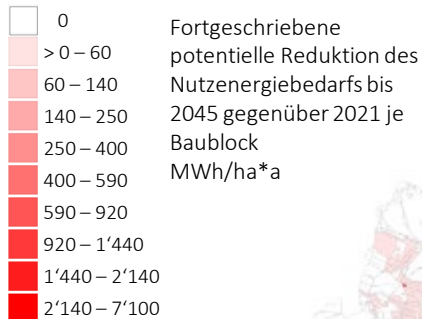 0
> 0 – 60
60 – 140
140 – 250
250 – 400
400 – 590
590 – 920
920 – 1‘440
1‘440 – 2‘140
2‘140 – 7‘100
Fortgeschriebene
potentielle Reduktion des
Nutzenergiebedarfs bis
2045 gegenüber 2021 je
Baublock
MWh/ha*a